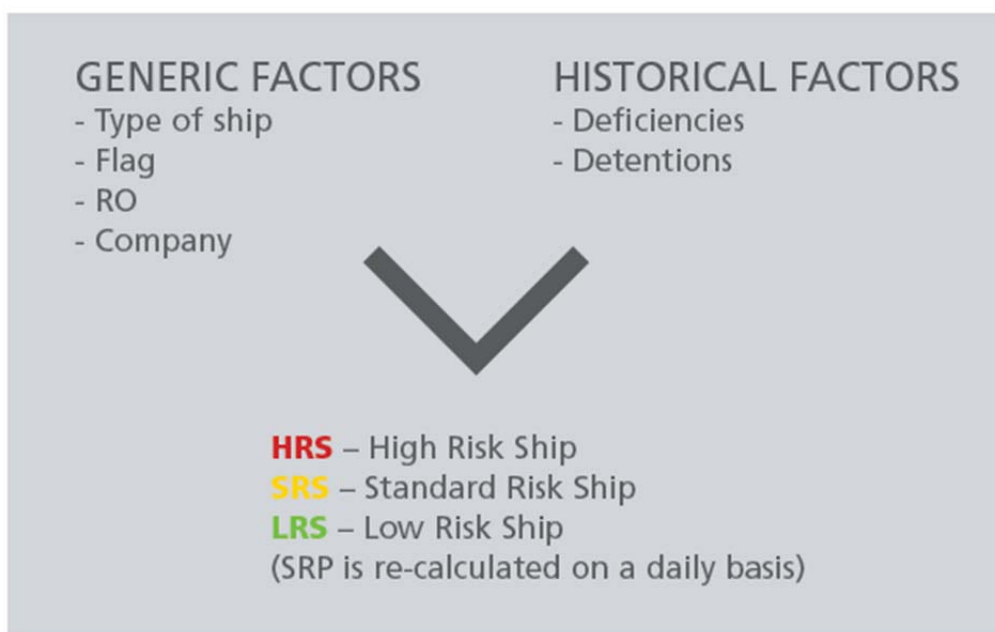 GENERIC FACTORS
- Type of ship
- Flag
- RO
- Company
HISTORICAL FACTORS
- Deficiencies
- Detentions
HRS – High Risk Ship
SRS – Standard Risk Ship
LRS – Low Risk Ship
(SRP is re-calculated on a daily basis)